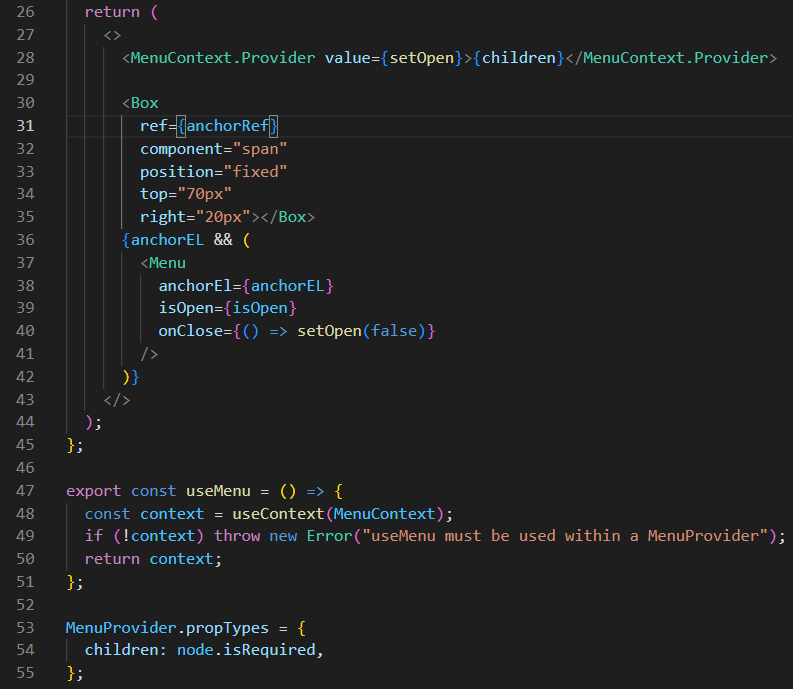 26 return (
27 <>
28 <MenuContext.Provider value={setOpen}>{children}</MenuContext.Provider>
29
30 <Box
31 ref={anchorRef}
32 component="span"
33 position="fixed"
34 top="70px"
35 right="20px"></Box>
36 {anchorEL && (
37 <Menu
38 anchorEl={anchorEL}
39 isOpen={isOpen}
40 onClose={() => setOpen(false)}
41 />
42 )}
43 </>
44 );
45 };
46
47 export const useMenu = () => {
48 const context = useContext(MenuContext);
49 if (!context) throw new Error("useMenu must be used within a MenuProvider");
50 return context;
51 };
52
53 MenuProvider.propTypes = {
54 children: node.isRequired,
55 };